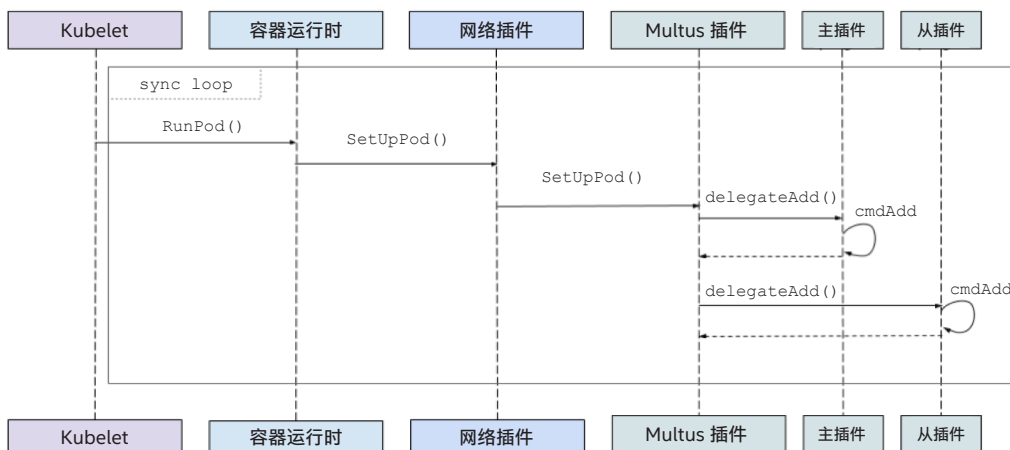 Kubelet
容器运行时
网络插件
Multus 插件
主插件
从插件
sync loop
RunPod()
SetUpPod()
SetUpPod()
delegateAdd()
cmdAdd
delegateAdd()
cmdAdd
Kubelet
容器运行时
网络插件
Multus 插件
主插件
从插件